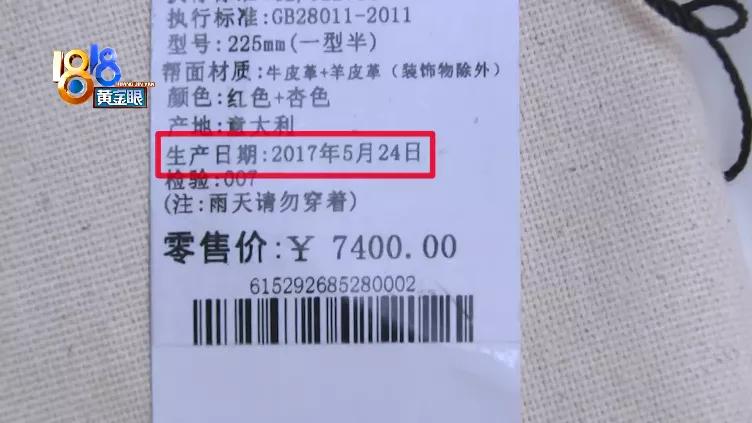 执行标准:GB28011-2011
型号:225mm(一型半)
帮面材质:牛皮革+羊皮革(装饰物除外)
颜色:红色+杏色
产地:意大利
生产日期:2017年5月24日
检验:007
(注:雨天请勿穿着)
零售价:￥ 7400.00
615292685280002
1818
黄金眼